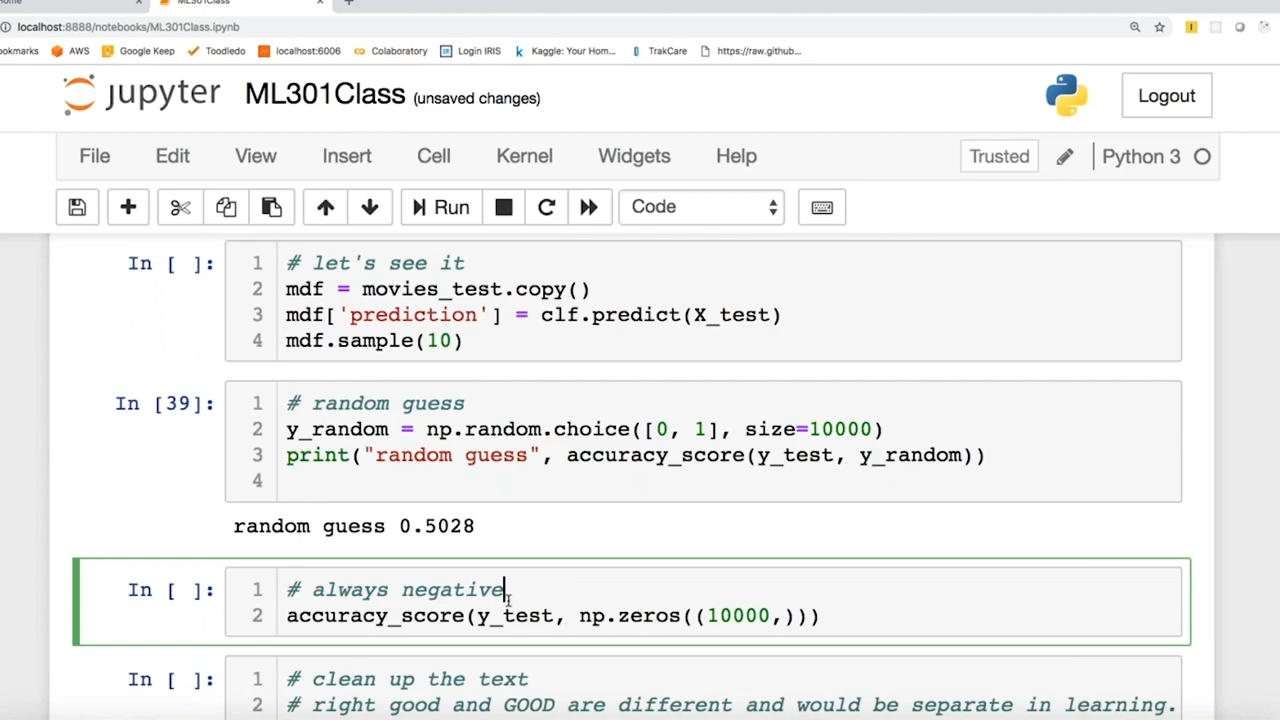 Home
ML301Class
localhost:8888/notebooks/ML301Class.ipynb
ookmarks AWS Google Keep Toodledo localhost:6006 Colaboratory Login IRIS Kaggle: Your Hom... TrakCare https://raw.github...
jupyter ML301Class (unsaved changes) Logout
File Edit View Insert Cell Kernel Widgets Help Trusted Python 3
Run Code
In [ ]: 1 # let's see it
2 mdf = movies_test.copy()
3 mdf['prediction'] = clf.predict(X_test)
4 mdf.sample(10)
In [39]: 1 # random guess
2 y_random = np.random.choice([0, 1], size=10000)
3 print("random guess", accuracy_score(y_test, y_random))
4
random guess 0.5028
In [ ]: 1 # always negative
2 accuracy_score(y_test, np.zeros((10000,)))
In [ ]: 1 # clean up the text
2 # right good and GOOD are different and would be separate in learning.